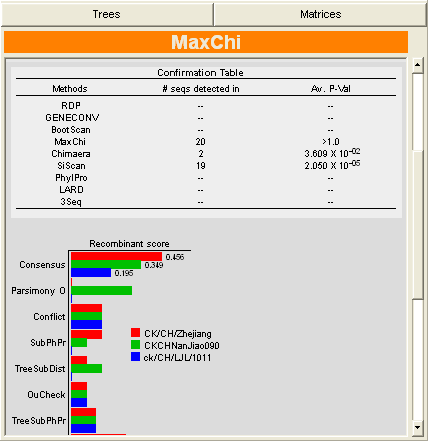 Trees Matrices
MaxChi
Confirmation Table
Methods # seqs detected in Av. P-Val
RDP -- --
GENECONV -- --
BootScan -- --
MaxChi 20 >1.0
Chimaera 2 3.609 X 10-02
SiScan 19 2.050 X 10-05
PhylPro -- --
LARD -- --
3Seq -- --
Recombinant score
Consensus 0.456
0.349
0.195
Parsimony O
Conflict
CK/CH/Zhejiang
SubPhPr CKCHNanJiao090
ck/CH/LJL/1011
TreeSubDist
OuCheck
TreeSubPhPr